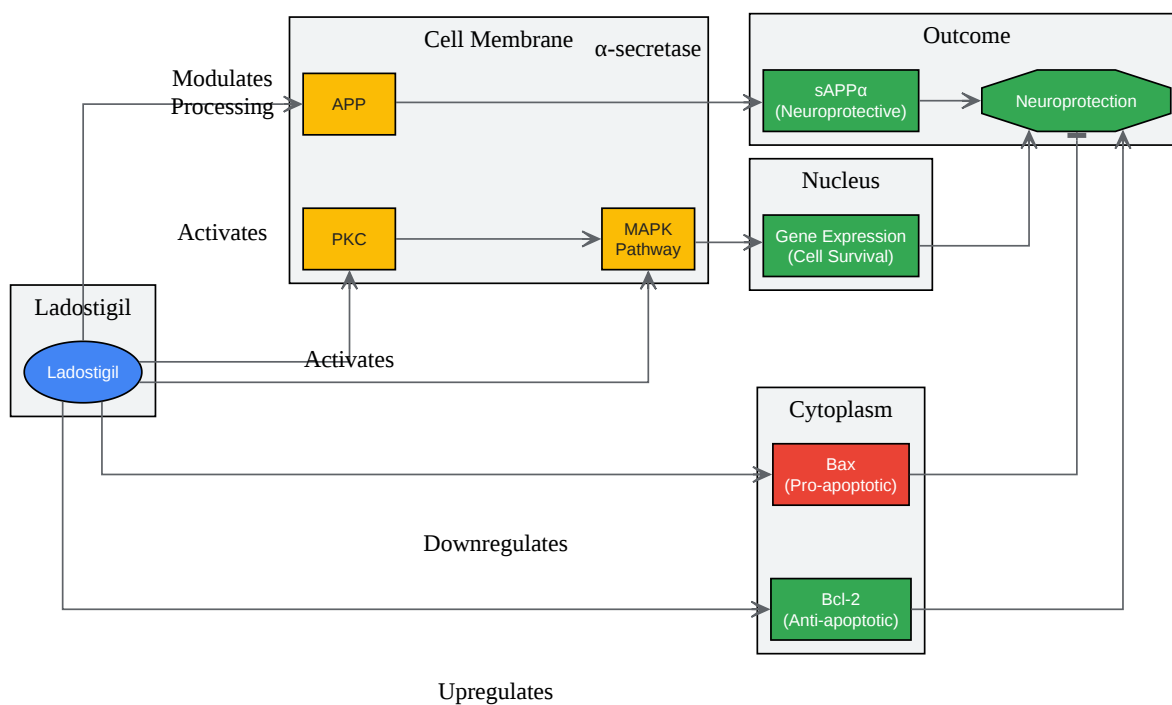 Cell Membrane
α-secretase
Outcome
Modulates
Processing
APP
sAPPα
(Neuroprotective)
Neuroprotection
Nucleus
Activates
PKC
MAPK
Pathway
Gene Expression
(Cell Survival)
Ladostigil
Ladostigil
Activates
Cytoplasm
Bax
(Pro-apoptotic)
Downregulates
Bcl-2
(Anti-apoptotic)
Upregulates